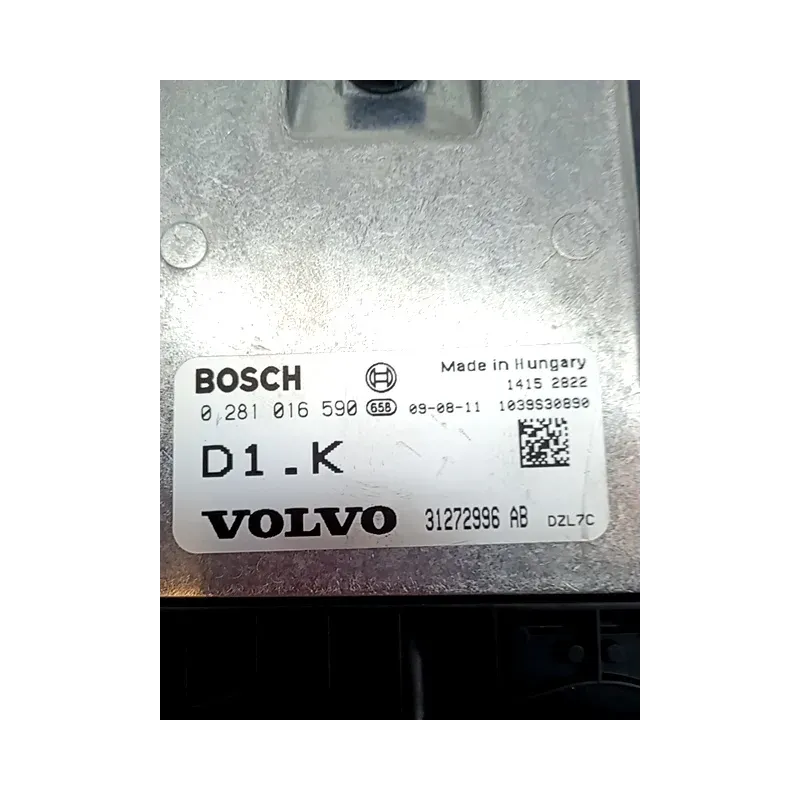 BOSCH Made in Hungary
1415 2822
0 281 016 590 65B 09-08-11 1039S30890
D1.K
VOLVO 31272996 AB DZL7C